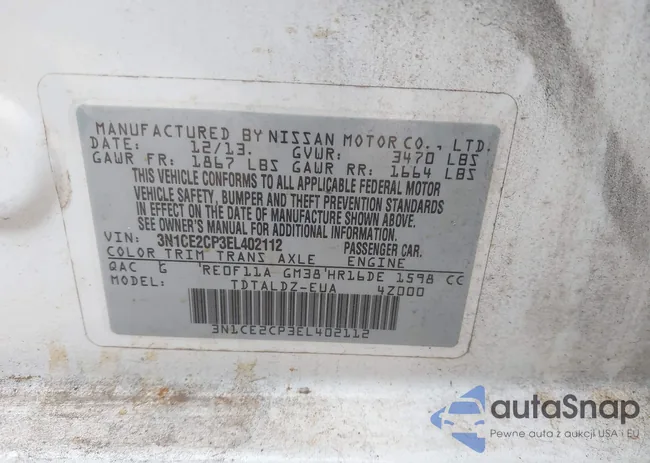 MANUFACTURED BY NISSAN MOTOR CO., LTD.
DATE: 12/13. GVWR: 3470 LBS
GAWR FR: 1867 LBS GAWR RR: 1664 LBS
THIS VEHICLE CONFORMS TO ALL APPLICABLE FEDERAL MOTOR
VEHICLE SAFETY, BUMPER AND THEFT PREVENTION STANDARDS
IN EFFECT ON THE DATE OF MANUFACTURE SHOWN ABOVE.
SEE OWNER'S MANUAL FOR ADDITIONAL INFORMATION.
VIN: 3N1CE2CP3EL402112 PASSENGER CAR.
COLOR TRIM TRANS AXLE ENGINE
QAC G RE0F11A GM38 HR16DE 1598 CC
MODEL: TDTALDZ-EUA 4Z000
3N1CE2CP3EL402112
autaSnap
Pewne auta z aukcji USA i EU